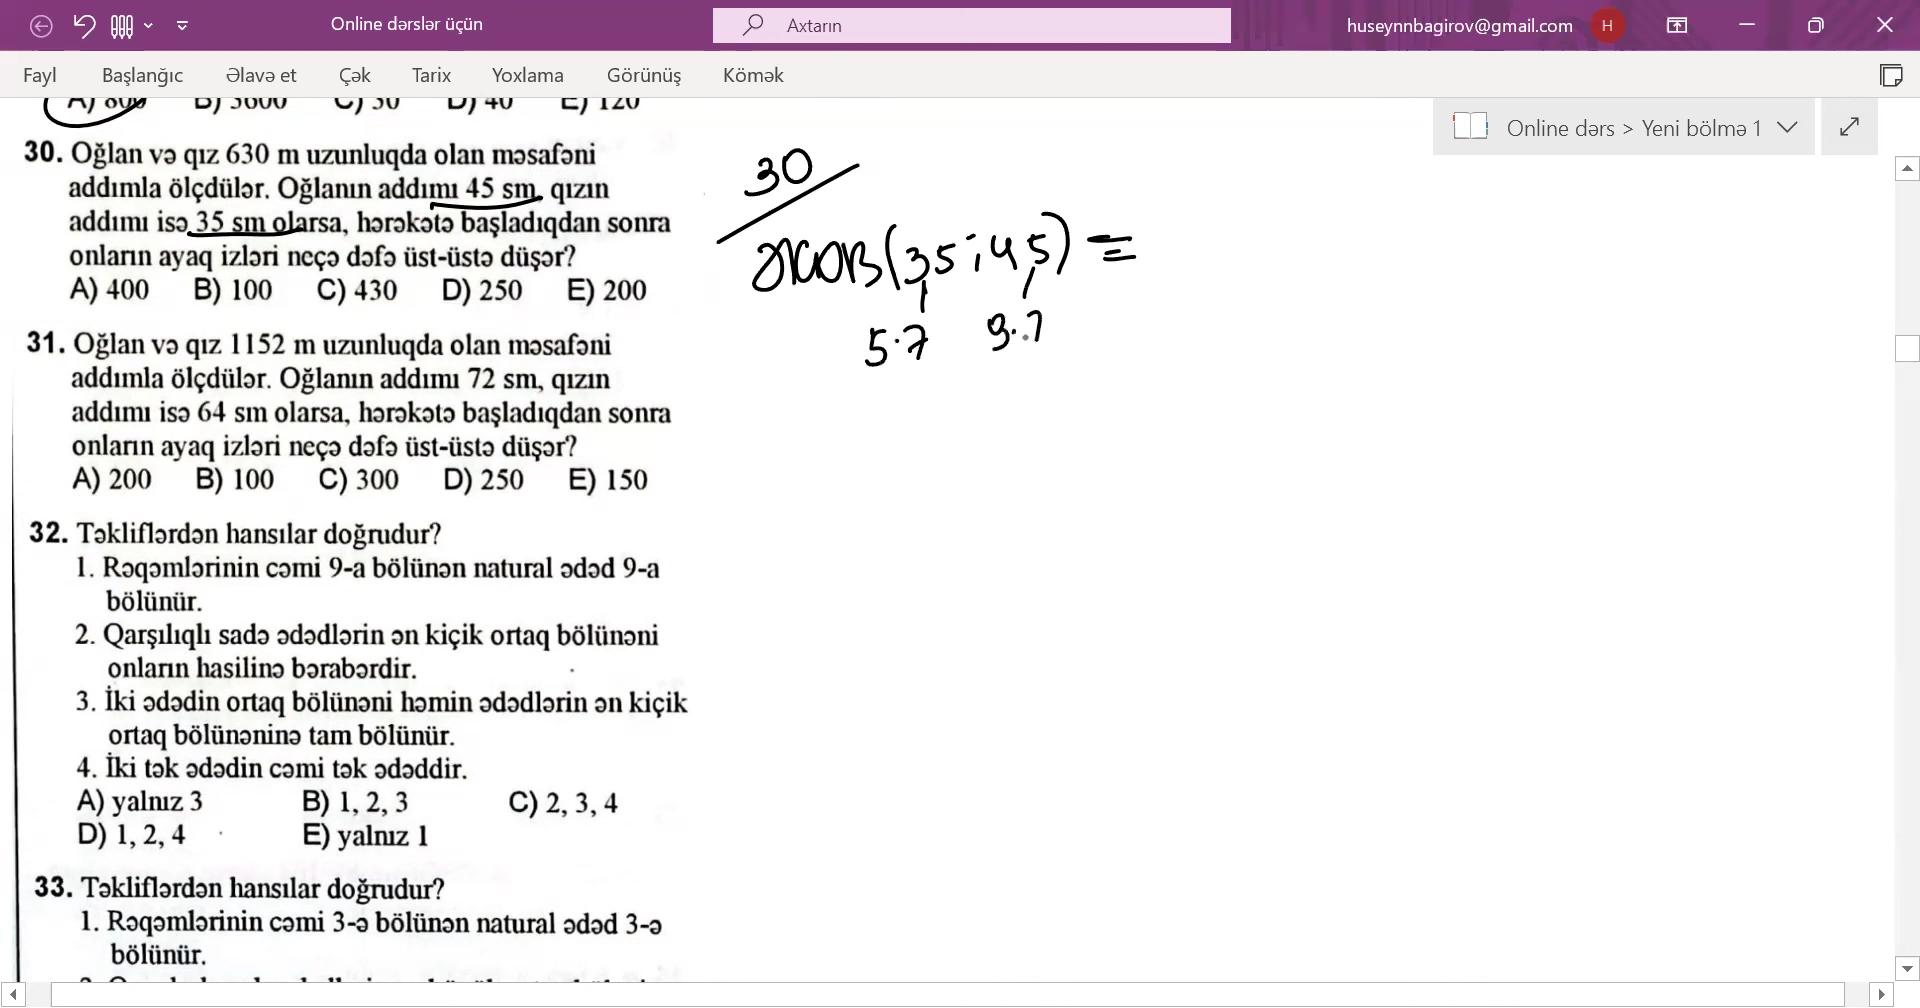 Online dərslər üçün
Axtarın
huseynnbagirov@gmail.com
H
Fayl Başlanğıc Əlavə et Çək Tarix Yoxlama Görünüş Kömək
Online dərs > Yeni bölmə 1
A) 800 B) 3600 C) 30 D) 40 E) 120
30. Oğlan və qız 630 m uzunluqda olan məsafəni
addımla ölçdülər. Oğlanın addımı 45 sm, qızın
addımı isə 35 sm olarsa, hərəkətə başladıqdan sonra
onların ayaq izləri neçə dəfə üst-üstə düşər?
A) 400 B) 100 C) 430 D) 250 E) 200
31. Oğlan və qız 1152 m uzunluqda olan məsafəni
addımla ölçdülər. Oğlanın addımı 72 sm, qızın
addımı isə 64 sm olarsa, hərəkətə başladıqdan sonra
onların ayaq izləri neçə dəfə üst-üstə düşər?
A) 200 B) 100 C) 300 D) 250 E) 150
32. Təkliflərdən hansılar doğrudur?
1. Rəqəmlərinin cəmi 9-a bölünən natural ədəd 9-a
bölünür.
2. Qarşılıqlı sadə ədədlərin ən kiçik ortaq bölünəni
onların hasilinə bərabərdir.
3. İki ədədin ortaq bölünəni həmin ədədlərin ən kiçik
ortaq bölünəninə tam bölünür.
4. İki tək ədədin cəmi tək ədəddir.
A) yalnız 3 B) 1, 2, 3 C) 2, 3, 4
D) 1, 2, 4 E) yalnız 1
33. Təkliflərdən hansılar doğrudur?
1. Rəqəmlərinin cəmi 3-ə bölünən natural ədəd 3-ə
bölünür.
30
ƏKOB(35;45) =
5·7 9·7